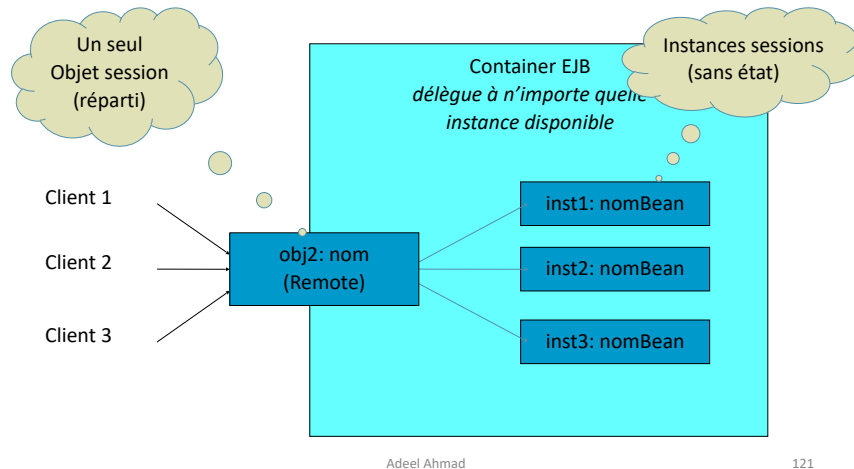 Un seul
Objet session
(réparti)
Container EJB
délègue à n'importe quelle
instance disponible
Instances sessions
(sans état)
Client 1
Client 2
Client 3
obj2: nom
(Remote)
inst1: nomBean
inst2: nomBean
inst3: nomBean
Adeel Ahmad
121